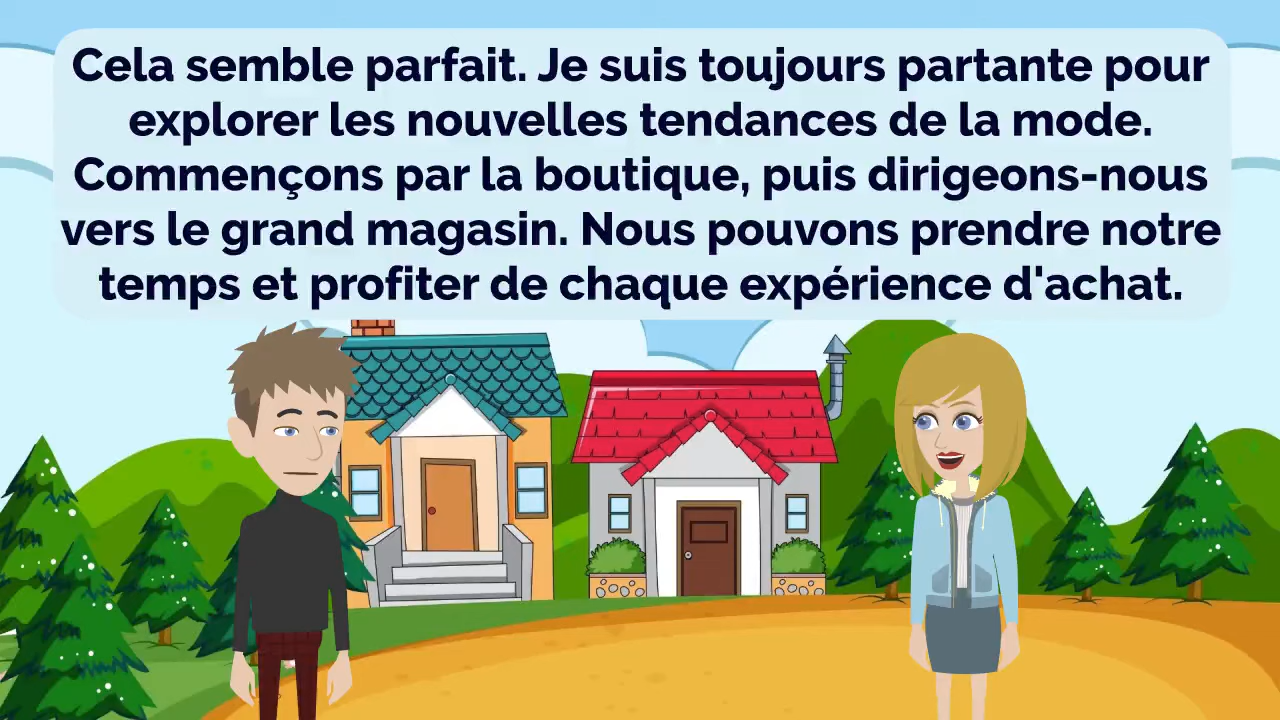 Cela semble parfait. Je suis toujours partante pour
explorer les nouvelles tendances de la mode.
Commençons par la boutique, puis dirigeons-nous
vers le grand magasin. Nous pouvons prendre notre
temps et profiter de chaque expérience d'achat.